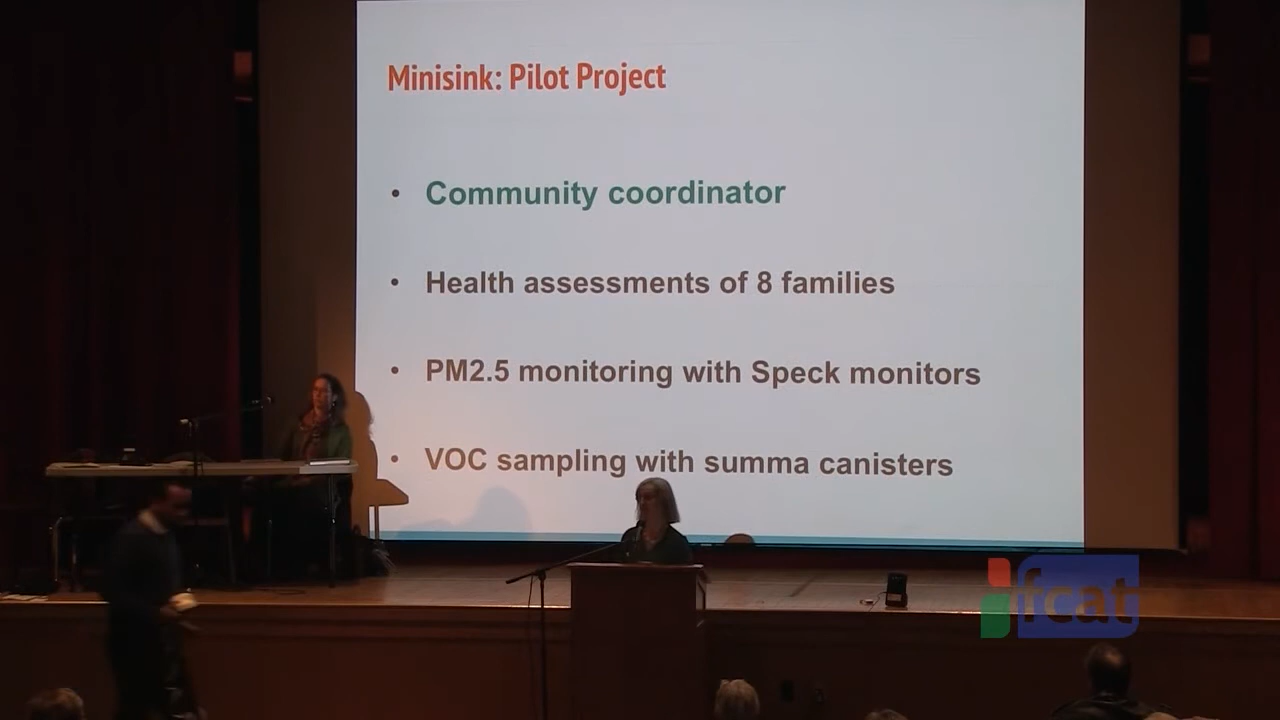 Minisink: Pilot Project
• Community coordinator
• Health assessments of 8 families
• PM2.5 monitoring with Speck monitors
• VOC sampling with summa canisters
fcat